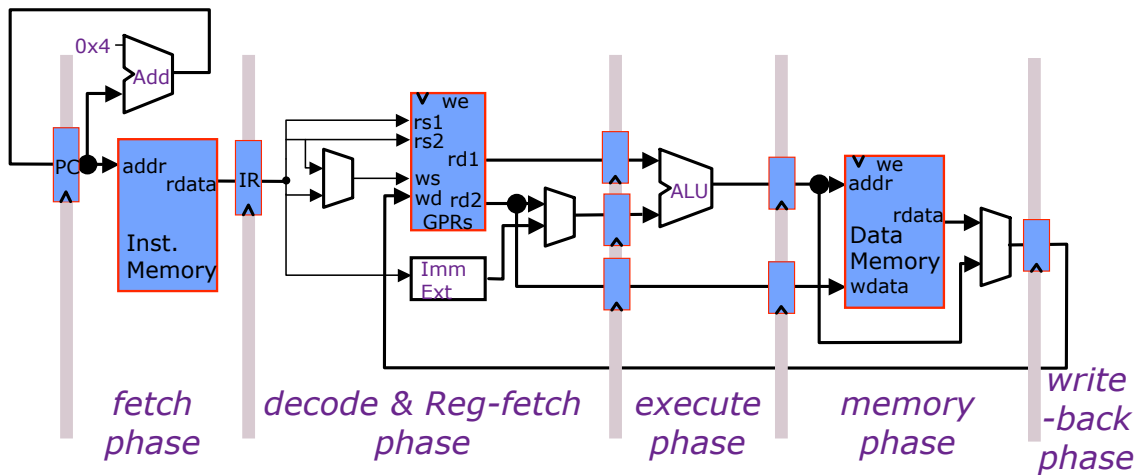 0x4
Add
PC
addr
rdata
Inst.
Memory
IR
we
rs1
rs2
rd1
ws
wd
rd2
GPRs
Imm
Ext
ALU
we
addr
rdata
Data
Memory
wdata
fetch
phase
decode & Reg-fetch
phase
execute
phase
memory
phase
write
-back
phase